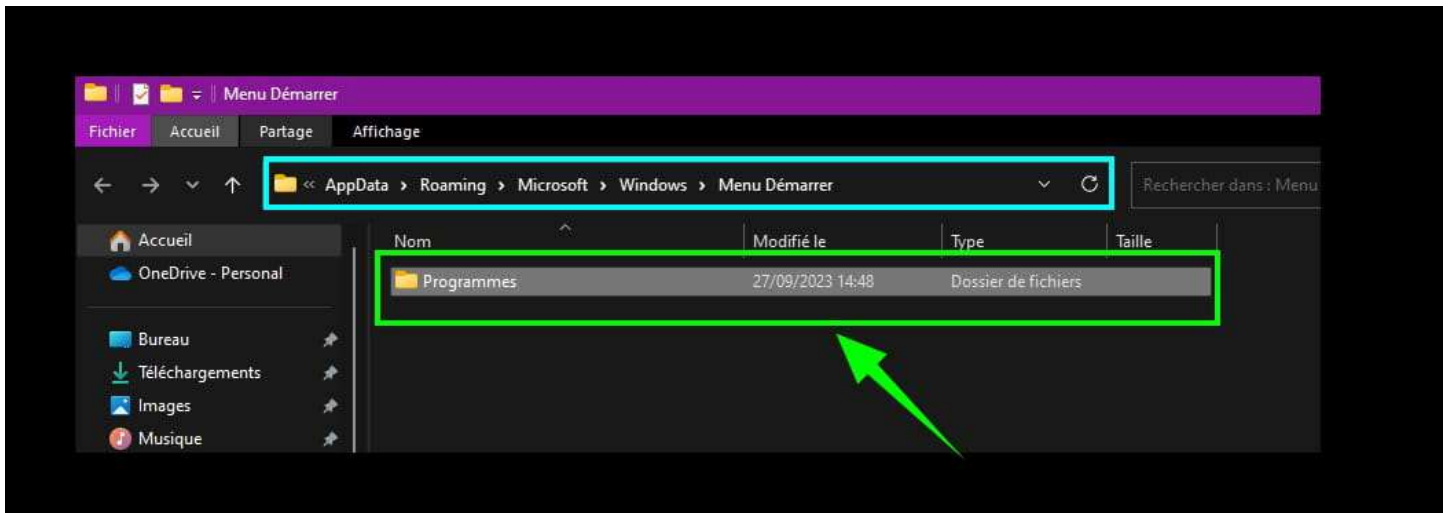 Menu Démarrer
Fichier Accueil Partage Affichage
« AppData > Roaming > Microsoft > Windows > Menu Démarrer Rechercher dans : Menu
Accueil Nom Modifié le Type Taille
OneDrive - Personal Programmes 27/09/2023 14:48 Dossier de fichiers
Bureau
Téléchargements
Images
Musique